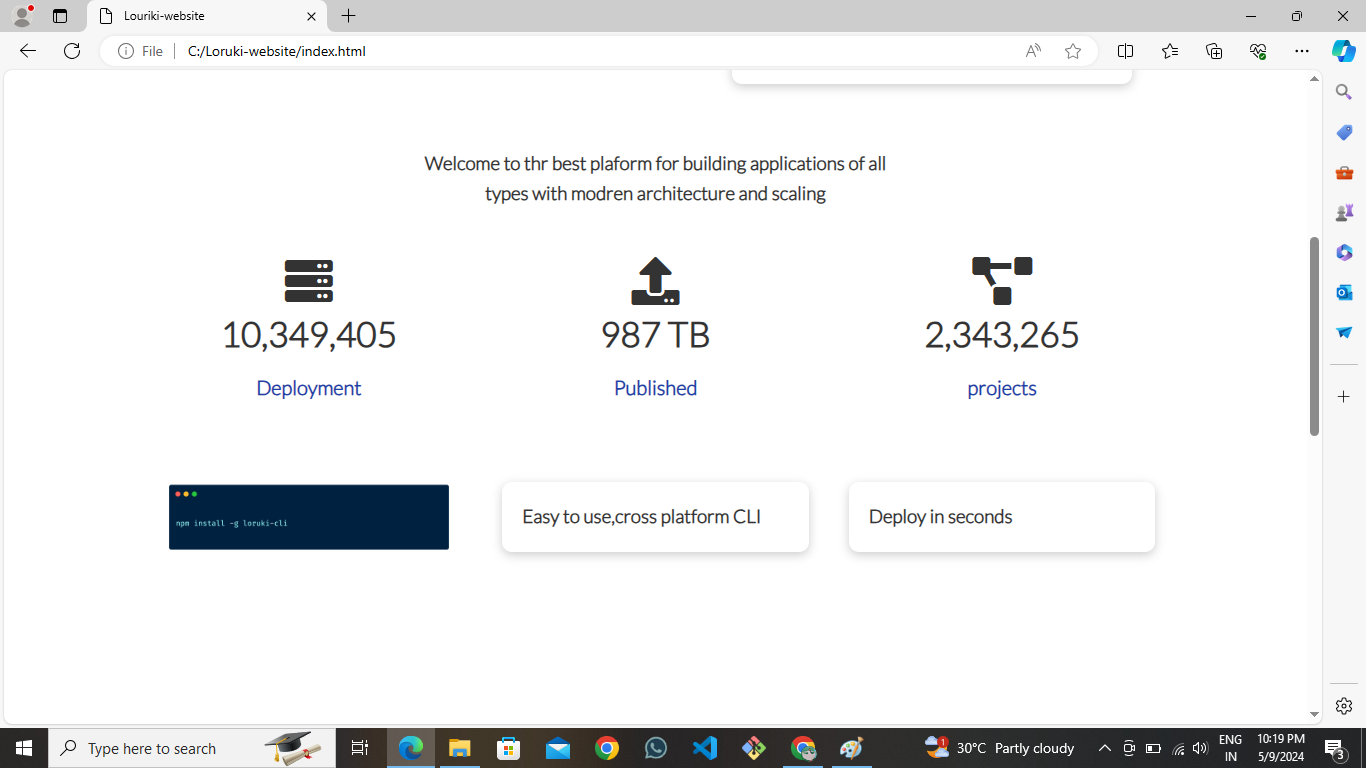 Louriki-website
File
C:/Loruki-website/index.html
Welcome to thr best plaform for building applications of all
types with modren architecture and scaling
10,349,405
987 TB
2,343,265
Deployment
Published
projects
npm install -g loruki-cli
Easy to use,cross platform CLI
Deploy in seconds
Type here to search
1
30°C Partly cloudy
ENG
IN
10:19 PM
5/9/2024
3